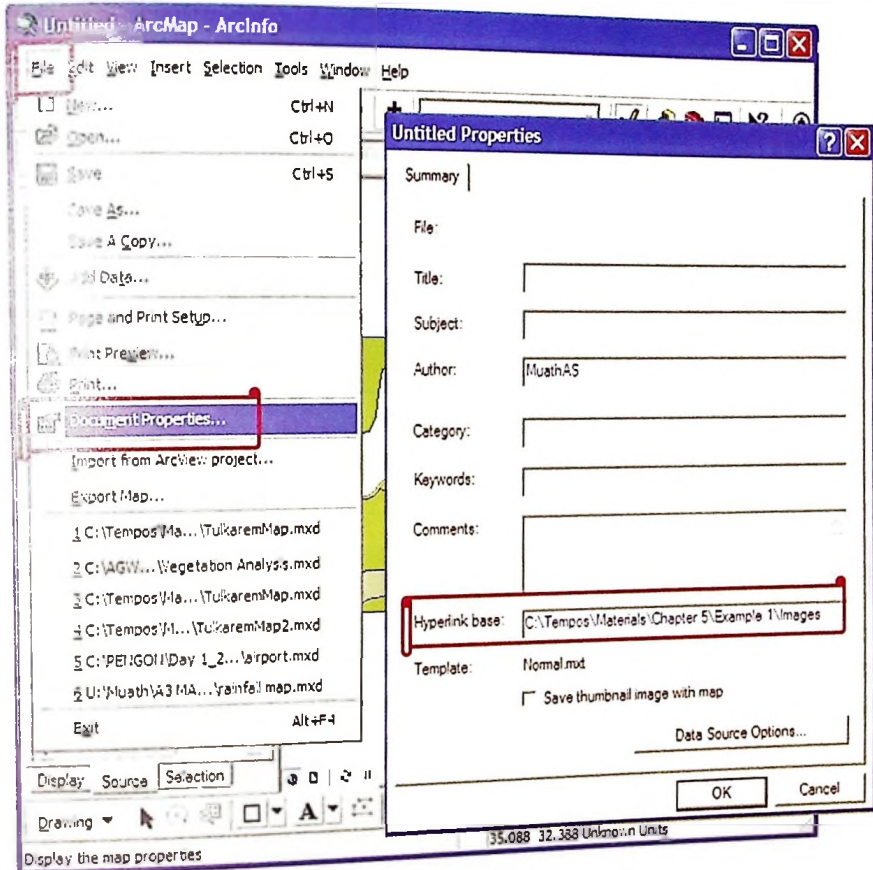 Untitled - ArcMap - ArcInfo
File Edit View Insert Selection Tools Window Help
New... Ctrl+N
Open... Ctrl+O
Save Ctrl+S
Save As...
Save A Copy...
Add Data...
Page and Print Setup...
Print Preview...
Print...
Document Properties...
Import from ArcView project...
Export Map...
1 C:\Tempos\Ma...\TulkaremMap.mxd
2 C:\AGW...\Vegetation Analysis.mxd
3 C:\Tempos\Ma...\TulkaremMap.mxd
4 C:\Tempos\M...\TulkaremMap2.mxd
5 C:\PENGON\Day 1_2...\airport.mxd
6 U:\Muath\A3 MA...\rainfall map.mxd
Exit Alt+F4
Display Source Selection
Drawing A
Display the map properties
35.088 32.388 Unknown Units
Untitled Properties
Summary
File:
Title:
Subject:
Author: MuathAS
Category:
Keywords:
Comments:
Hyperlink base: C:\Tempos\Materials\Chapter 5\Example 1\Images
Template: Normal.mxt
Save thumbnail image with map
Data Source Options...
OK Cancel